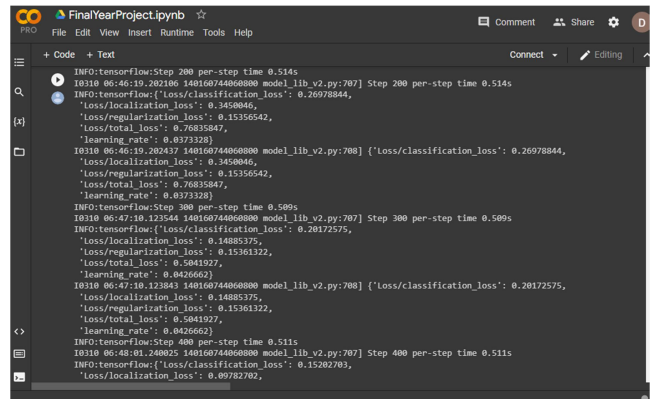 CO
PRO
FinalYearProject.ipynb
File Edit View Insert Runtime Tools Help
Comment
Share
D
+ Code + Text
Connect
Editing
{x}
INFO:tensorflow:Step 200 per-step time 0.514s
I0310 06:46:19.202106 140160744060800 model_lib_v2.py:707] Step 200 per-step time 0.514s
INFO:tensorflow:{'Loss/classification_loss': 0.26978844,
'Loss/localization_loss': 0.3450046,
'Loss/regularization_loss': 0.15356542,
'Loss/total_loss': 0.76835847,
'learning_rate': 0.0373328}
I0310 06:46:19.202437 140160744060800 model_lib_v2.py:708] {'Loss/classification_loss': 0.26978844,
'Loss/localization_loss': 0.3450046,
'Loss/regularization_loss': 0.15356542,
'Loss/total_loss': 0.76835847,
'learning_rate': 0.0373328}
INFO:tensorflow:Step 300 per-step time 0.509s
I0310 06:47:10.123544 140160744060800 model_lib_v2.py:707] Step 300 per-step time 0.509s
INFO:tensorflow:{'Loss/classification_loss': 0.20172575,
'Loss/localization_loss': 0.14885375,
'Loss/regularization_loss': 0.15361322,
'Loss/total_loss': 0.5041927,
'learning_rate': 0.0426662}
I0310 06:47:10.123843 140160744060800 model_lib_v2.py:708] {'Loss/classification_loss': 0.20172575,
'Loss/localization_loss': 0.14885375,
'Loss/regularization_loss': 0.15361322,
'Loss/total_loss': 0.5041927,
'learning_rate': 0.0426662}
INFO:tensorflow:Step 400 per-step time 0.511s
I0310 06:48:01.240025 140160744060800 model_lib_v2.py:707] Step 400 per-step time 0.511s
INFO:tensorflow:{'Loss/classification_loss': 0.15202703,
'Loss/localization_loss': 0.09782702,